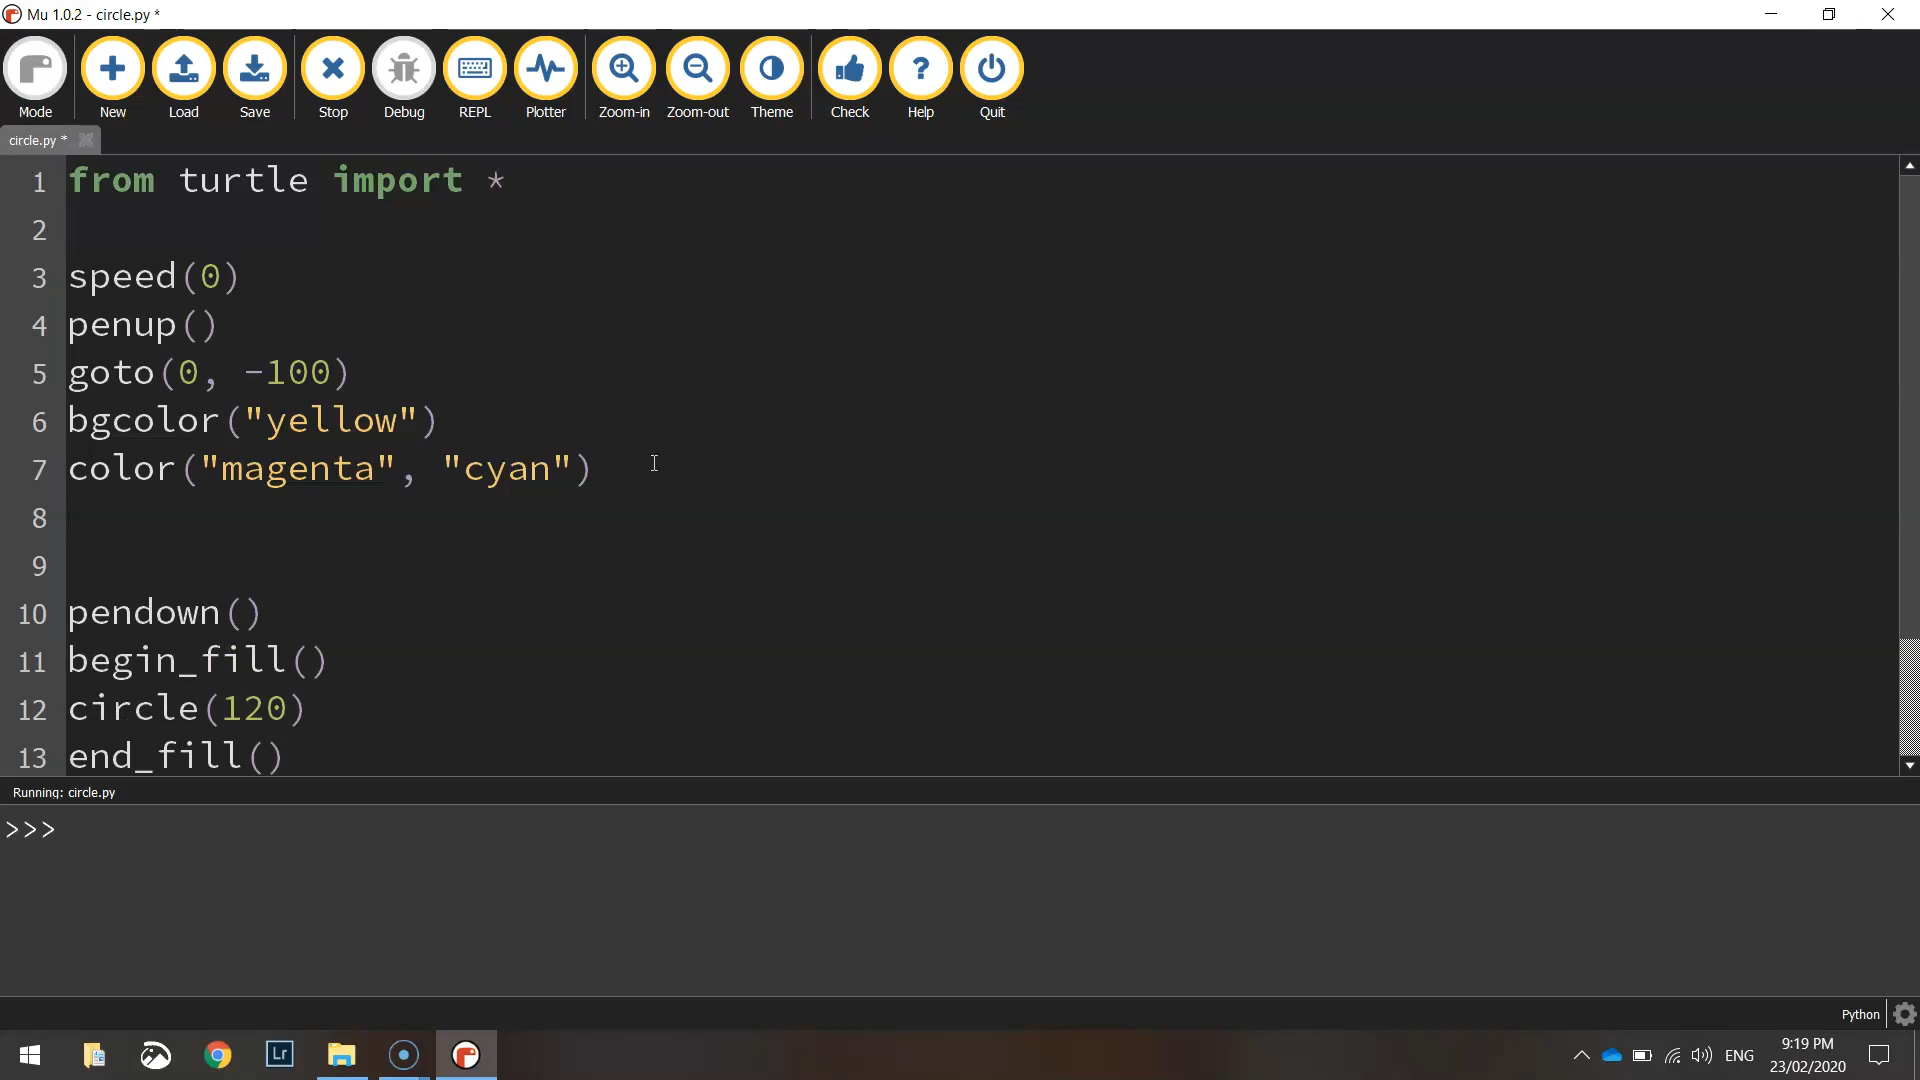 Mu 1.0.2 - circle.py *
Mode New Load Save Stop Debug REPL Plotter Zoom-in Zoom-out Theme Check Help Quit
circle.py *
1 from turtle import *
2
3 speed(0)
4 penup()
5 goto(0, -100)
6 bgcolor("yellow")
7 color("magenta", "cyan")
8
9
10 pendown()
11 begin_fill()
12 circle(120)
13 end_fill()
Running: circle.py
>>>
Python
Lr
ENG
9:19 PM
23/02/2020